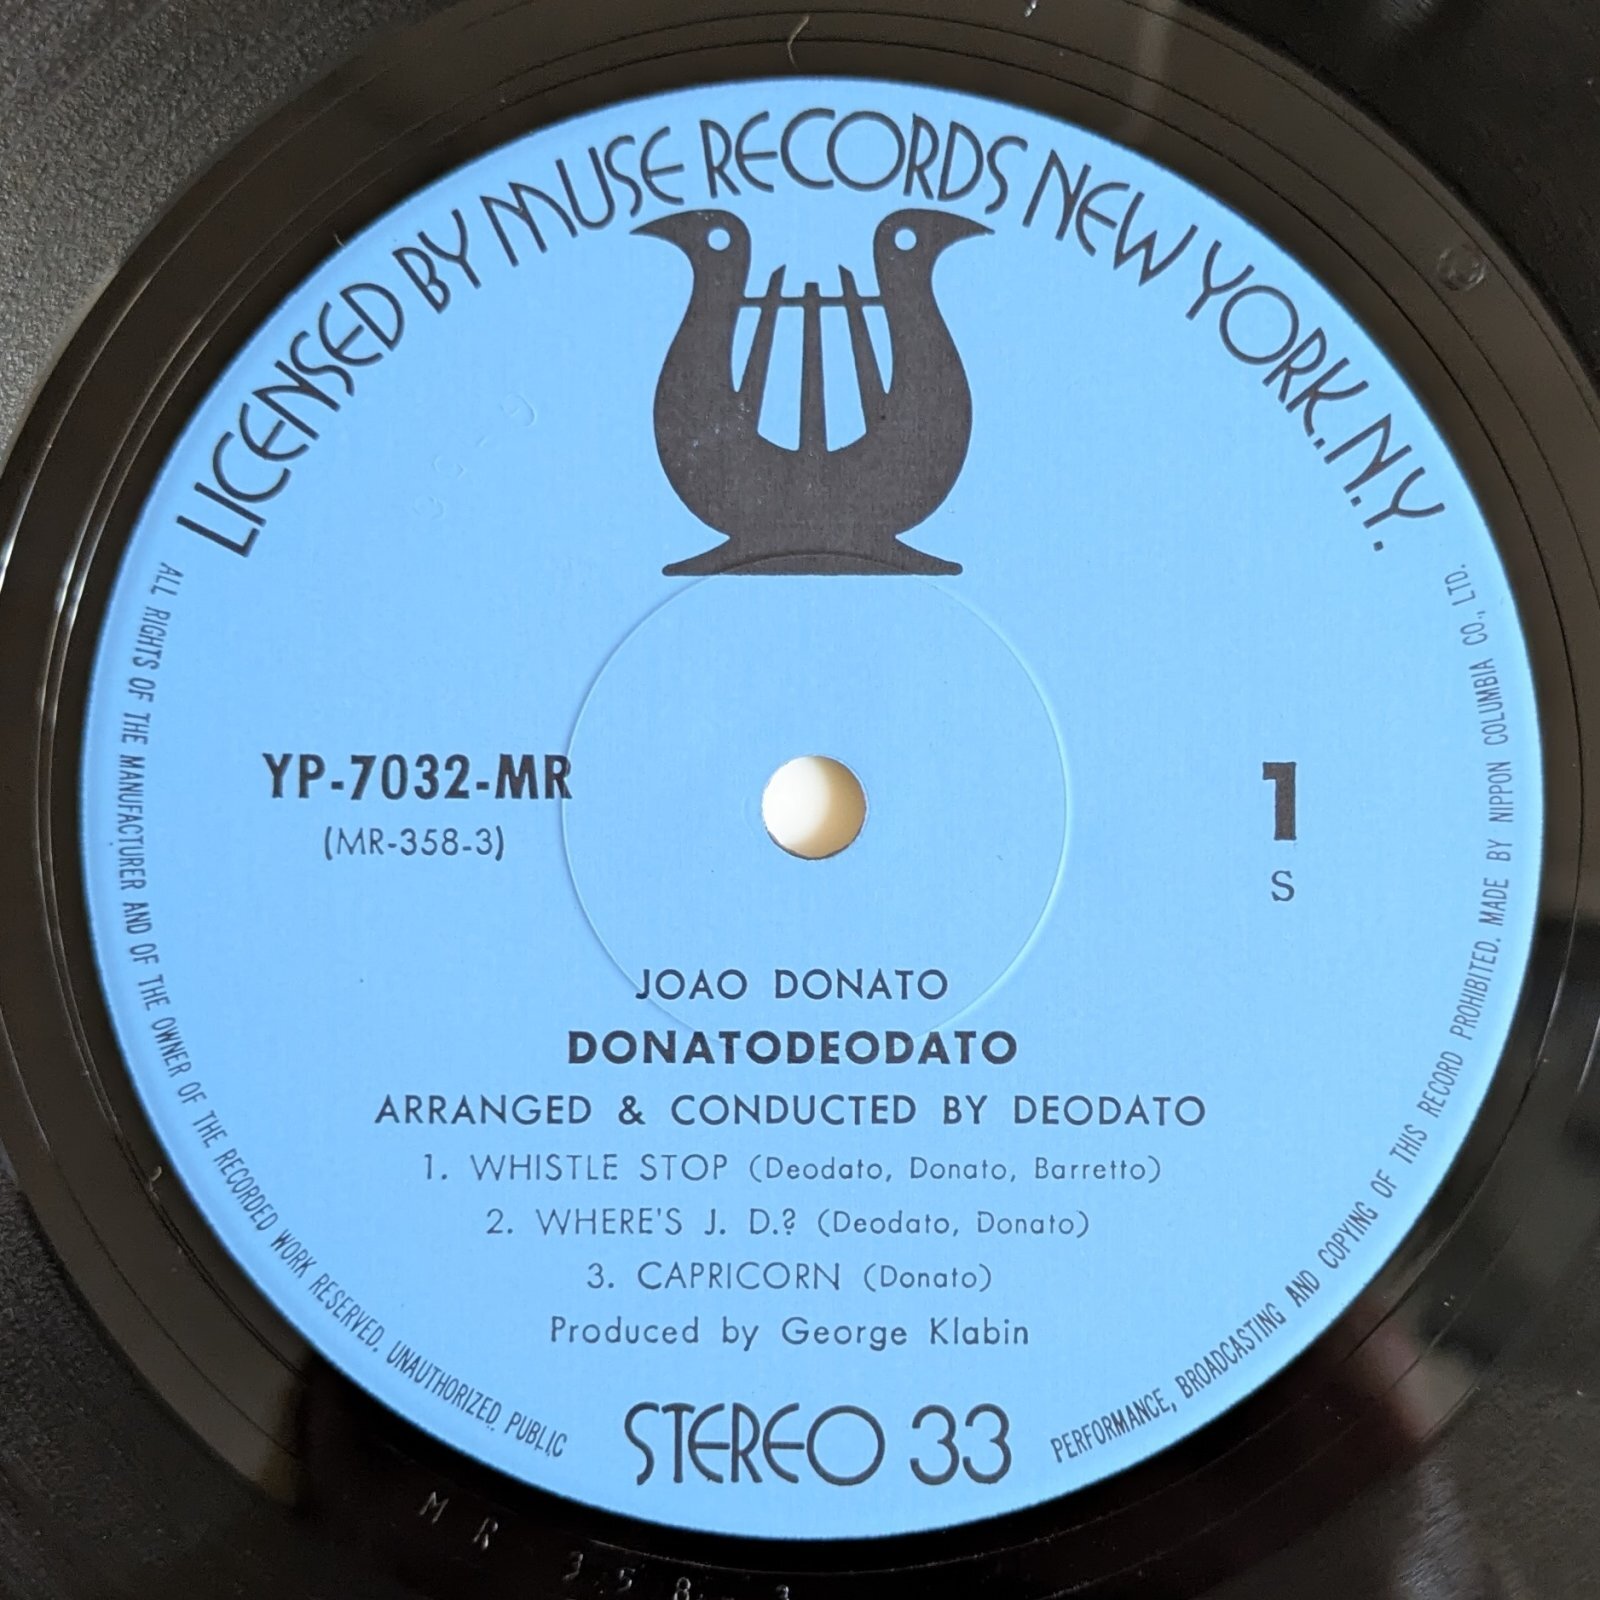 LICENSED BY MUSE RECORDS NEW YORK. N.Y.
YP-7032-MR
(MR-358-3)
1
S
JOAO DONATO
DONATODEODATO
ARRANGED & CONDUCTED BY DEODATO
1. WHISTLE STOP (Deodato, Donato, Barretto)
2. WHERE'S J. D.? (Deodato, Donato)
3. CAPRICORN (Donato)
Produced by George Klabin
STEREO 33
ALL RIGHTS OF THE MANUFACTURER AND OF THE OWNER OF THE RECORDED WORK RESERVED. UNAUTHORIZED PUBLIC PERFORMANCE, BROADCASTING AND COPYING OF THIS RECORD PROHIBITED. MADE BY NIPPON COLUMBIA CO., LTD.
MR 358-3